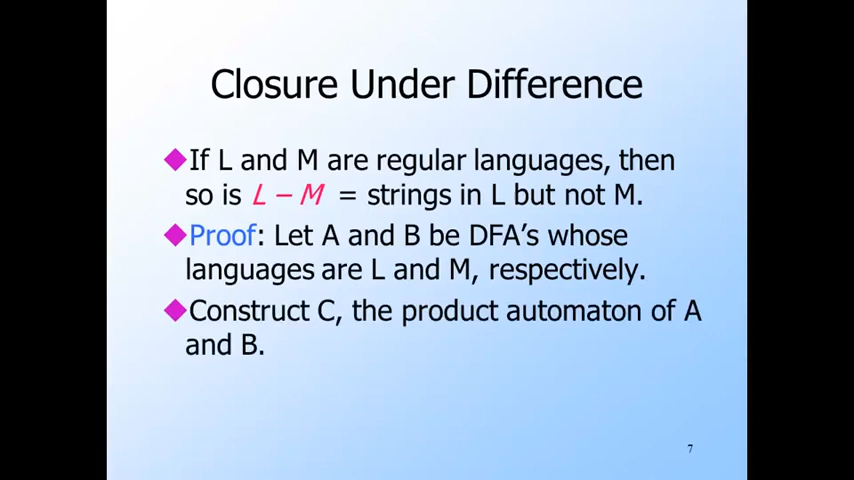 Closure Under Difference
◆If L and M are regular languages, then
so is L – M = strings in L but not M.
◆Proof: Let A and B be DFA’s whose
languages are L and M, respectively.
◆Construct C, the product automaton of A
and B.
7